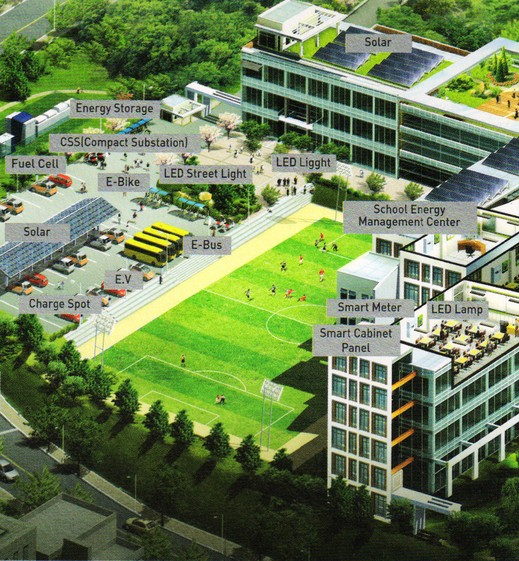 Solar
Energy Storage
CSS(Compact Substation)
Fuel Cell
E-Bike
LED Street Light
LED Ligght
School Energy
Management Center
Solar
E-Bus
E.V
Charge Spot
Smart Meter
LED Lamp
Smart Cabinet
Panel